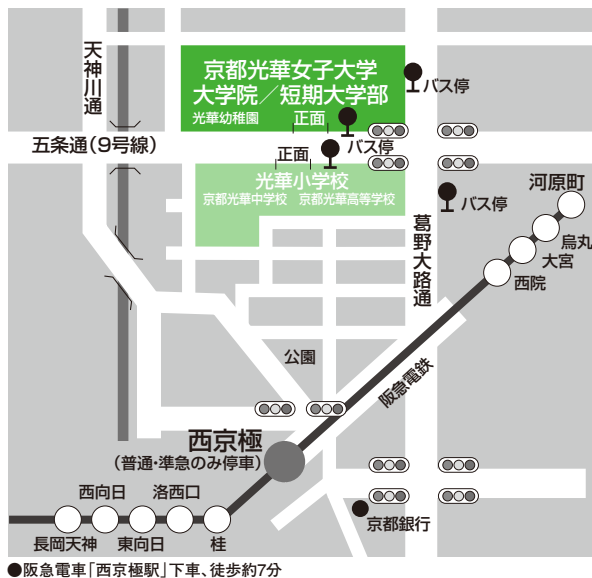 天神川通
京都光華女子大学
大学院／短期大学部
光華幼稚園
正面
バス停
バス停
五条通(9号線)
正面
光華小学校
京都光華中学校 京都光華高等学校
バス停
葛野大路通
河原町
烏丸
大宮
西院
公園
阪急電鉄
西京極
(普通・準急のみ停車)
西向日
洛西口
長岡天神
東向日
桂
京都銀行
●阪急電車「西京極駅」下車、徒歩約7分